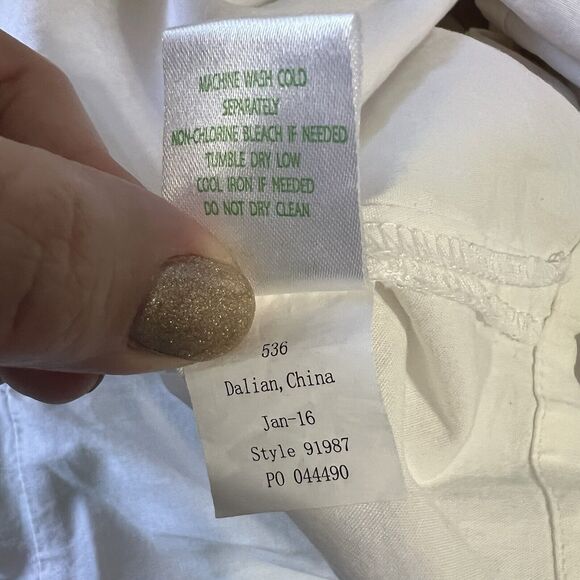 MACHINE WASH COLD
SEPARATELY
NON-CHLORINE BLEACH IF NEEDED
TUMBLE DRY LOW
COOL IRON IF NEEDED
DO NOT DRY CLEAN
536
Dalian, China
Jan-16
Style 91987
PO 044490